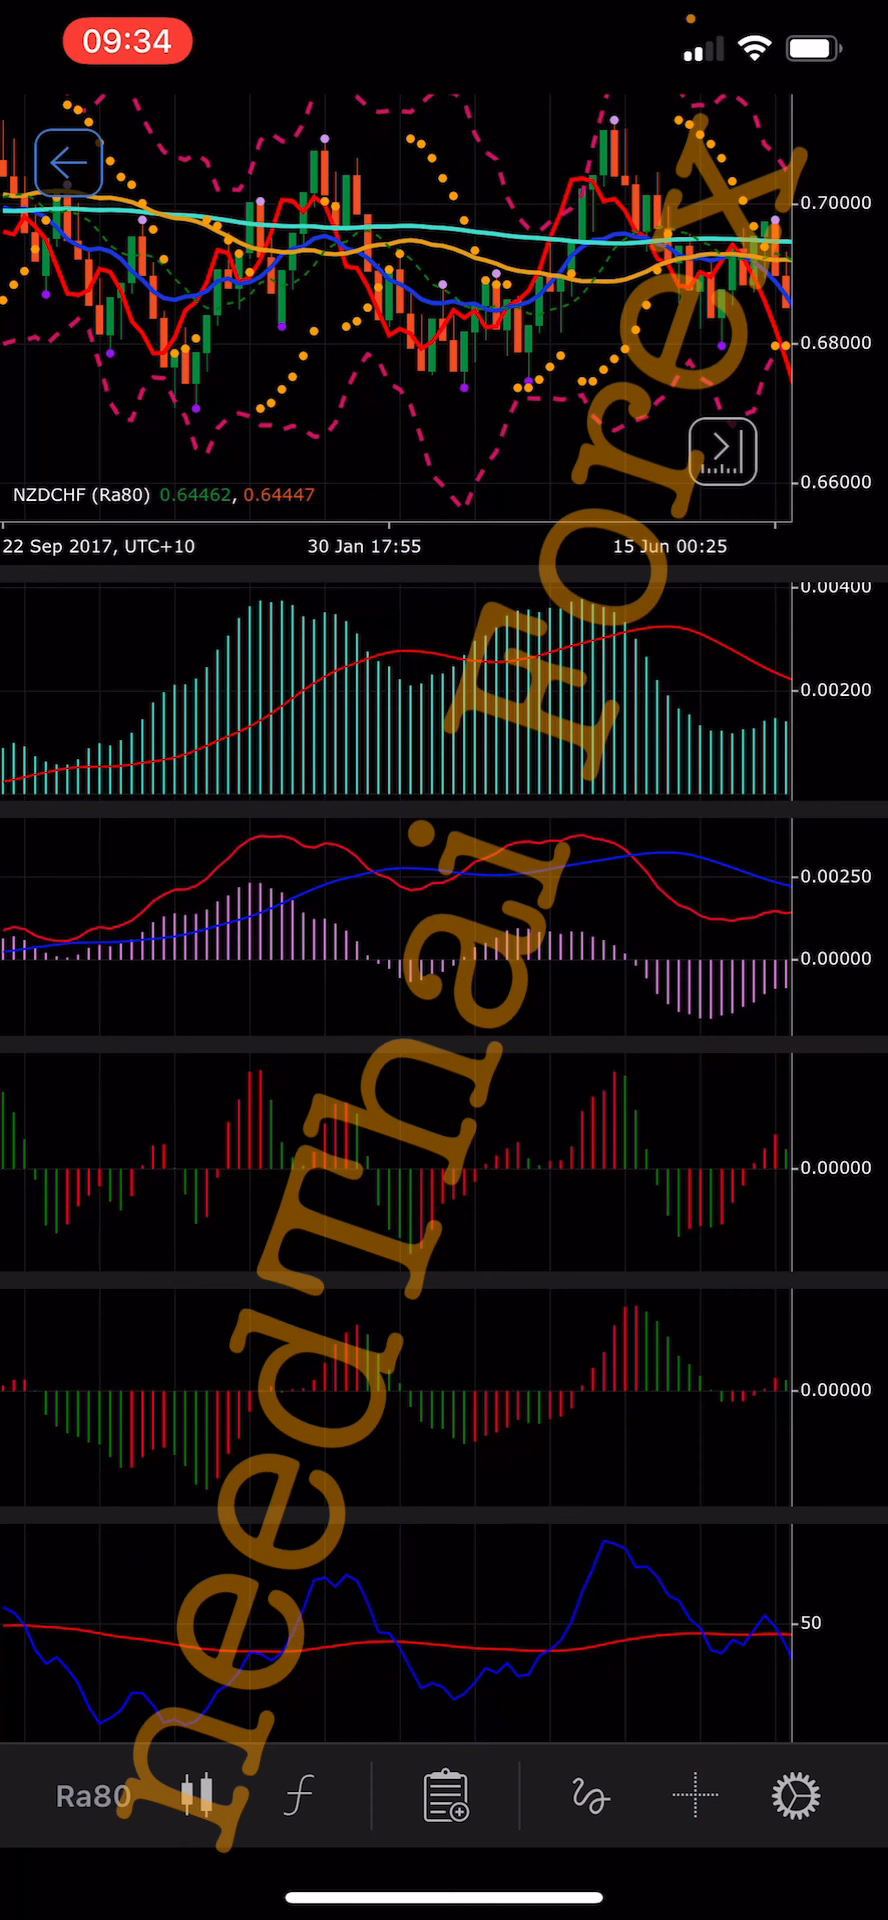 09:34
0.70000
0.68000
0.66000
NZDCHF (Ra80) 0.64462, 0.64447
22 Sep 2017, UTC+10 30 Jan 17:55 15 Jun 00:25
0.00400
0.00200
0.00250
0.00000
0.00000
0.00000
50
needThai Forex
Ra80